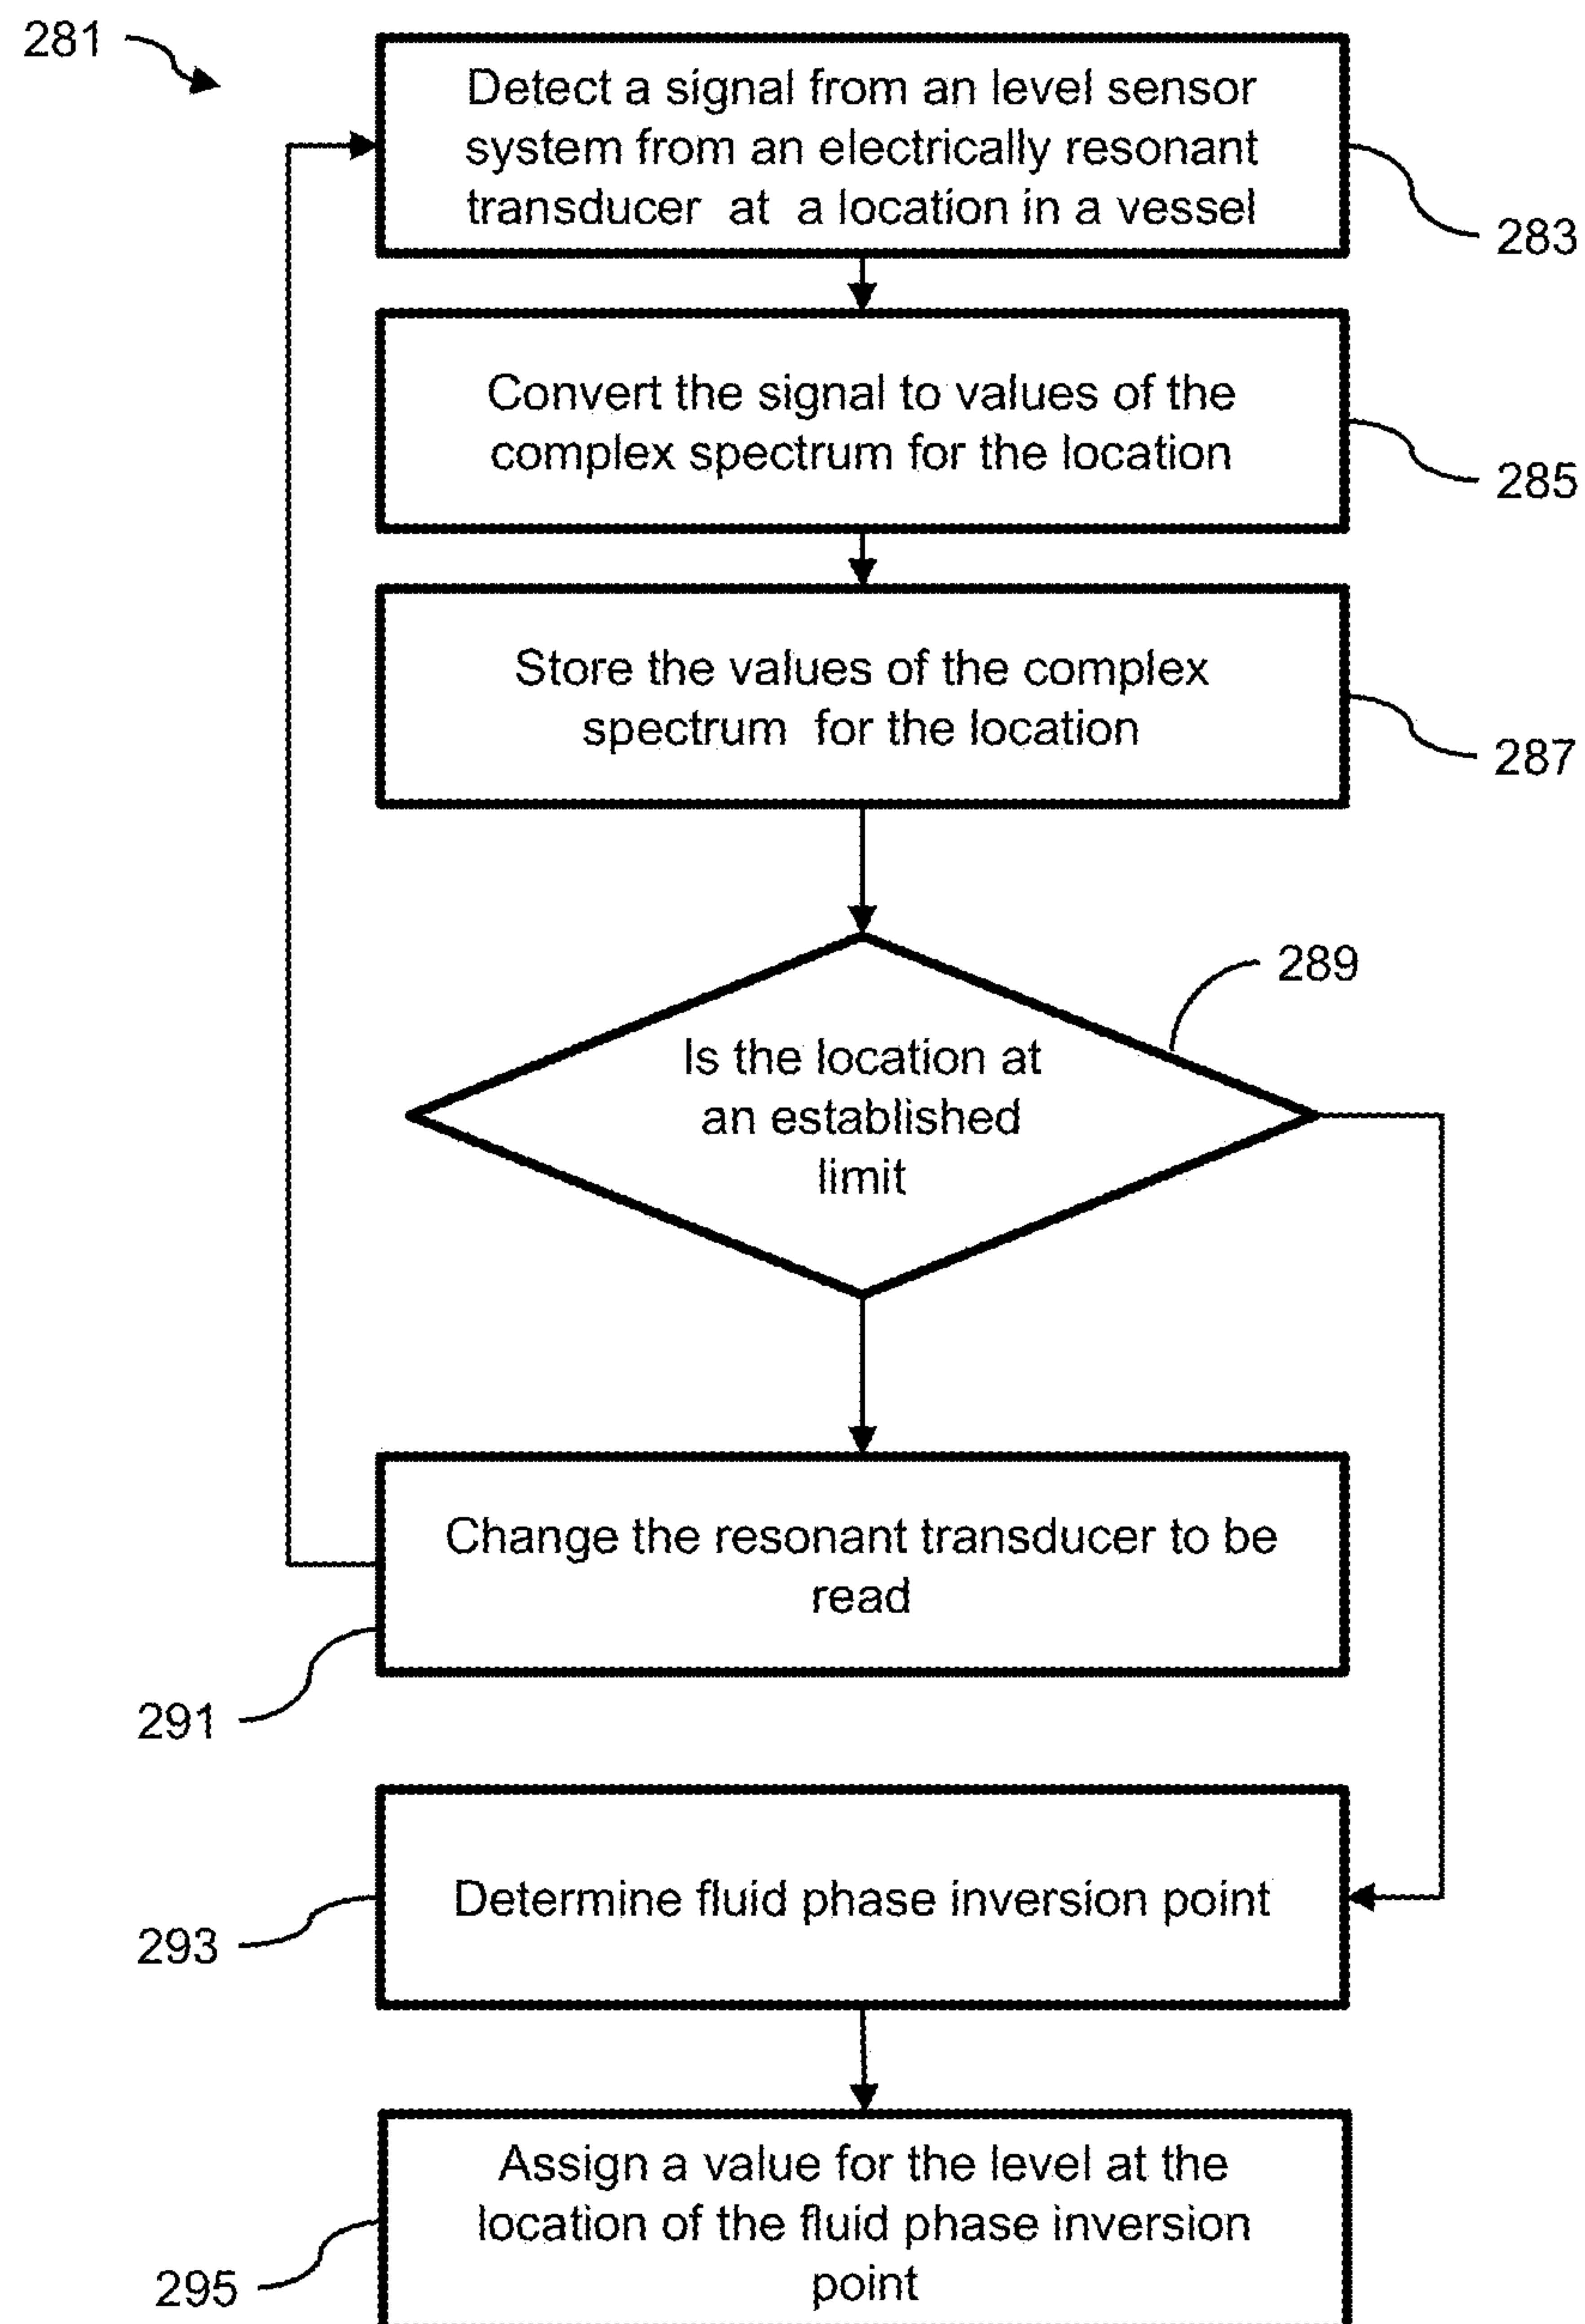 281
Detect a signal from an level sensor
system from an electrically resonant
transducer at a location in a vessel
283
Convert the signal to values of the
complex spectrum for the location
285
Store the values of the complex
spectrum for the location
287
289
Is the location at
an established
limit
Change the resonant transducer to be
read
291
Determine fluid phase inversion point
293
Assign a value for the level at the
location of the fluid phase inversion
point
295